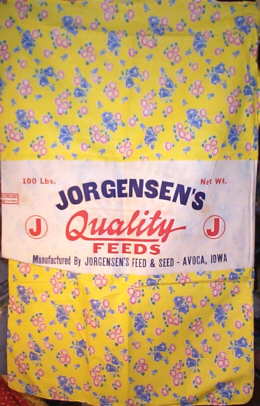 100 Lbs. Net Wt.
JORGENSEN'S
J Quality J
FEEDS
Manufactured By JORGENSEN'S FEED & SEED - AVOCA, IOWA